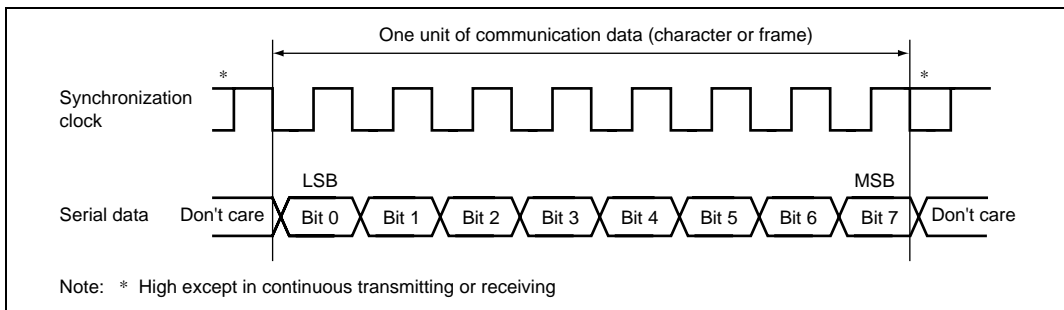 One unit of communication data (character or frame)
* *
Synchronization
clock
LSB MSB
Serial data Don't care Bit 0 Bit 1 Bit 2 Bit 3 Bit 4 Bit 5 Bit 6 Bit 7 Don't care
Note: * High except in continuous transmitting or receiving